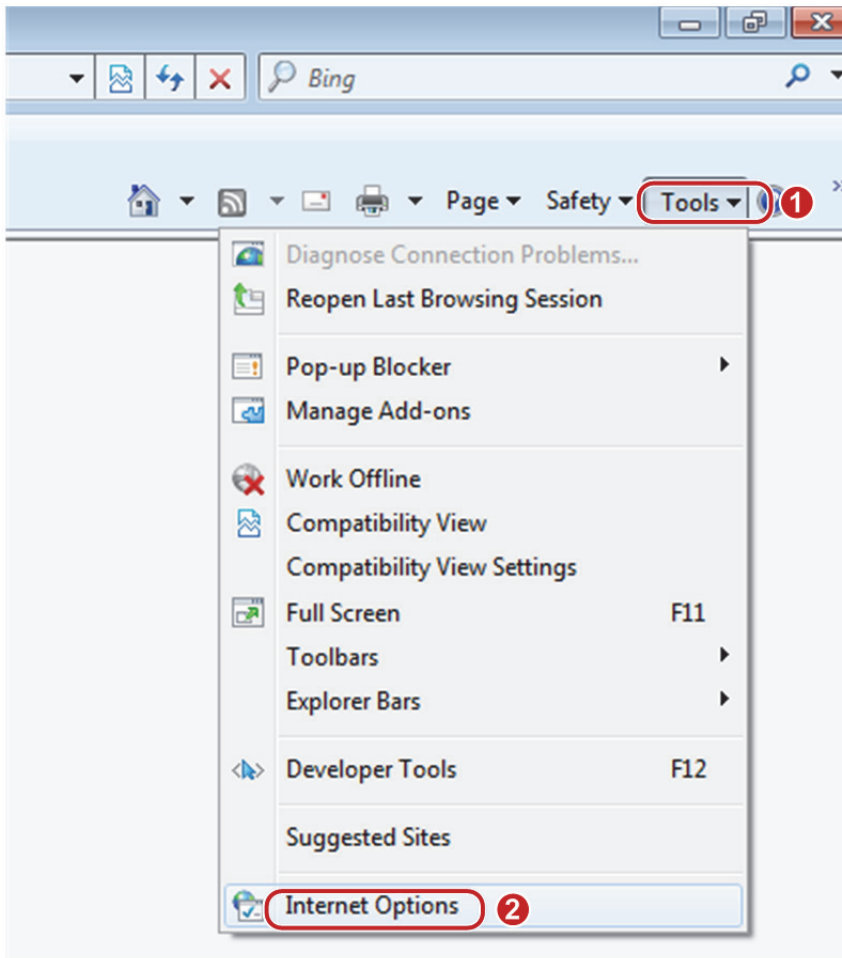 Bing
Page Safety Tools 1
Diagnose Connection Problems...
Reopen Last Browsing Session
Pop-up Blocker
Manage Add-ons
Work Offline
Compatibility View
Compatibility View Settings
Full Screen F11
Toolbars
Explorer Bars
Developer Tools F12
Suggested Sites
Internet Options 2